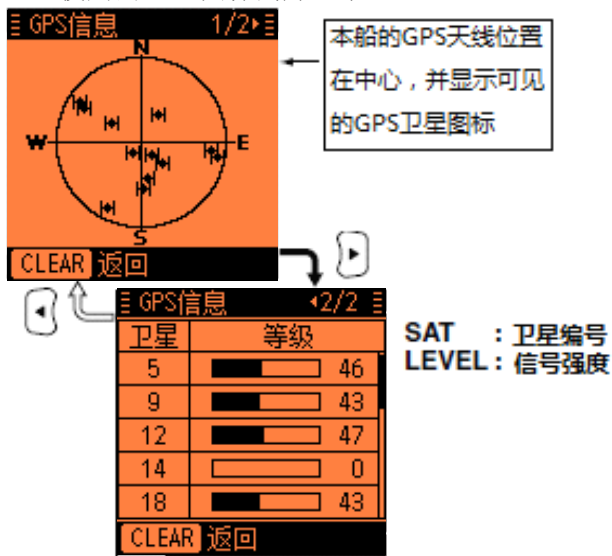 GPS信息 1/2
N
W E
S
CLEAR 返回
本船的GPS天线位置
在中心，并显示可见
的GPS卫星图标
GPS信息 2/2
卫星 等级
5 46
9 43
12 47
14 0
18 43
CLEAR 返回
SAT ：卫星编号
LEVEL：信号强度